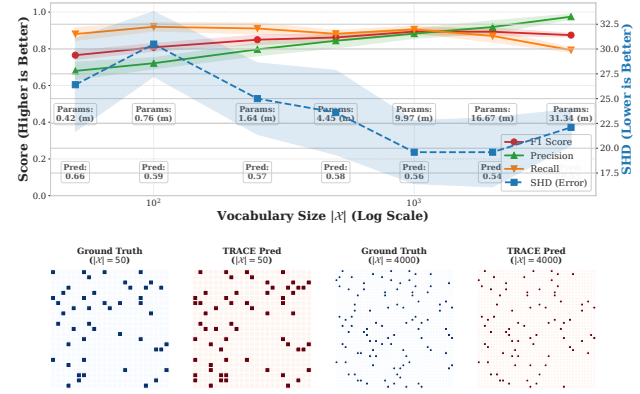 Score (Higher is Better)
1.0
0.8
0.6
0.4
0.2
0.0
Params:
0.42 (m)
Params:
0.76 (m)
Params:
1.64 (m)
Params:
4.45 (m)
Params:
9.97 (m)
Params:
16.67 (m)
Params:
31.34 (m)
Pred:
0.66
Pred:
0.59
Pred:
0.57
Pred:
0.58
Pred:
0.56
Pred:
0.54
F1 Score
Precision
Recall
SHD (Error)
32.5
30.0
27.5
25.0
22.5
20.0
17.5
SHD (Lower is Better)
10²
10³
Vocabulary Size |𝒳| (Log Scale)
Ground Truth
(|𝒳| = 50)
TRACE Pred
(|𝒳| = 50)
Ground Truth
(|𝒳| = 4000)
TRACE Pred
(|𝒳| = 4000)